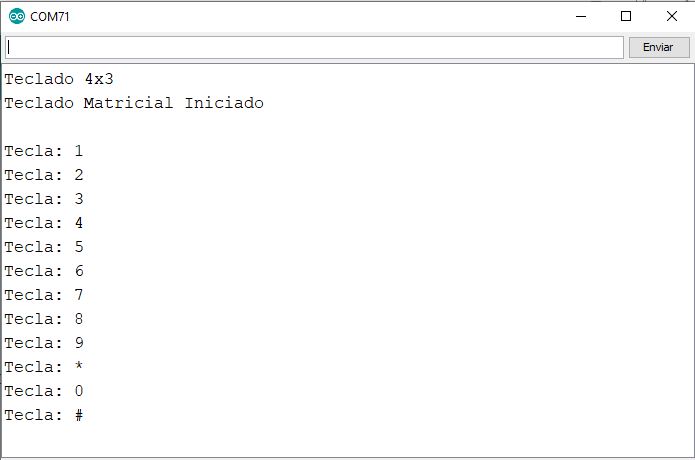 COM71
Enviar
Teclado 4x3
Teclado Matricial Iniciado
Tecla: 1
Tecla: 2
Tecla: 3
Tecla: 4
Tecla: 5
Tecla: 6
Tecla: 7
Tecla: 8
Tecla: 9
Tecla: *
Tecla: 0
Tecla: #